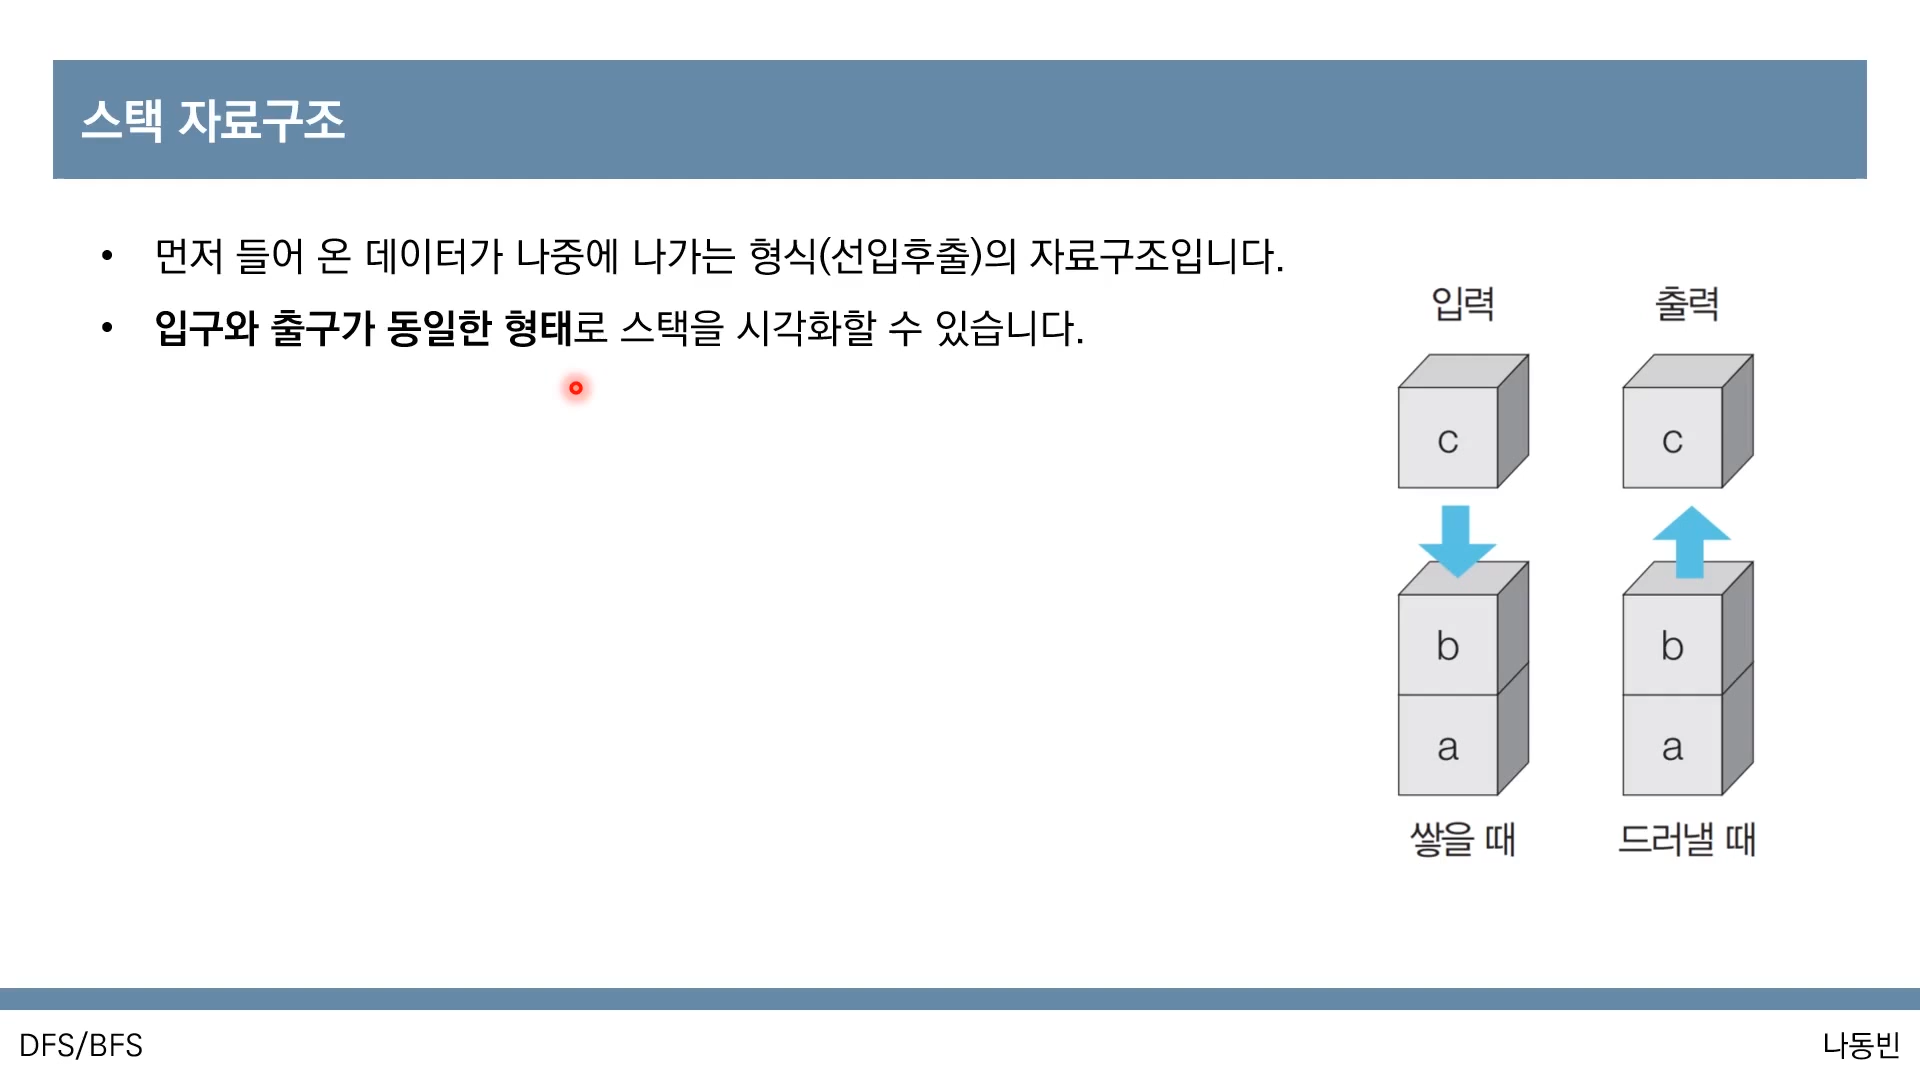 스택 자료구조
• 먼저 들어 온 데이터가 나중에 나가는 형식(선입후출)의 자료구조입니다.
• 입구와 출구가 동일한 형태로 스택을 시각화할 수 있습니다.
입력 출력
c c
b b
a a
쌓을 때 드러낼 때
DFS/BFS 나동빈